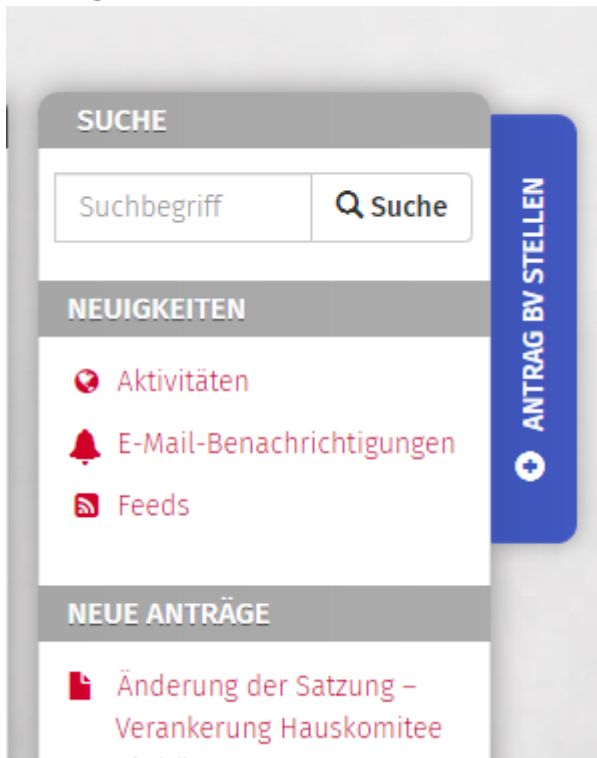 SUCHE
Suchbegriff
Suche
NEUIGKEITEN
Aktivitäten
E-Mail-Benachrichtigungen
Feeds
NEUE ANTRÄGE
Änderung der Satzung –
Verankerung Hauskomitee
ANTRAG BV STELLEN